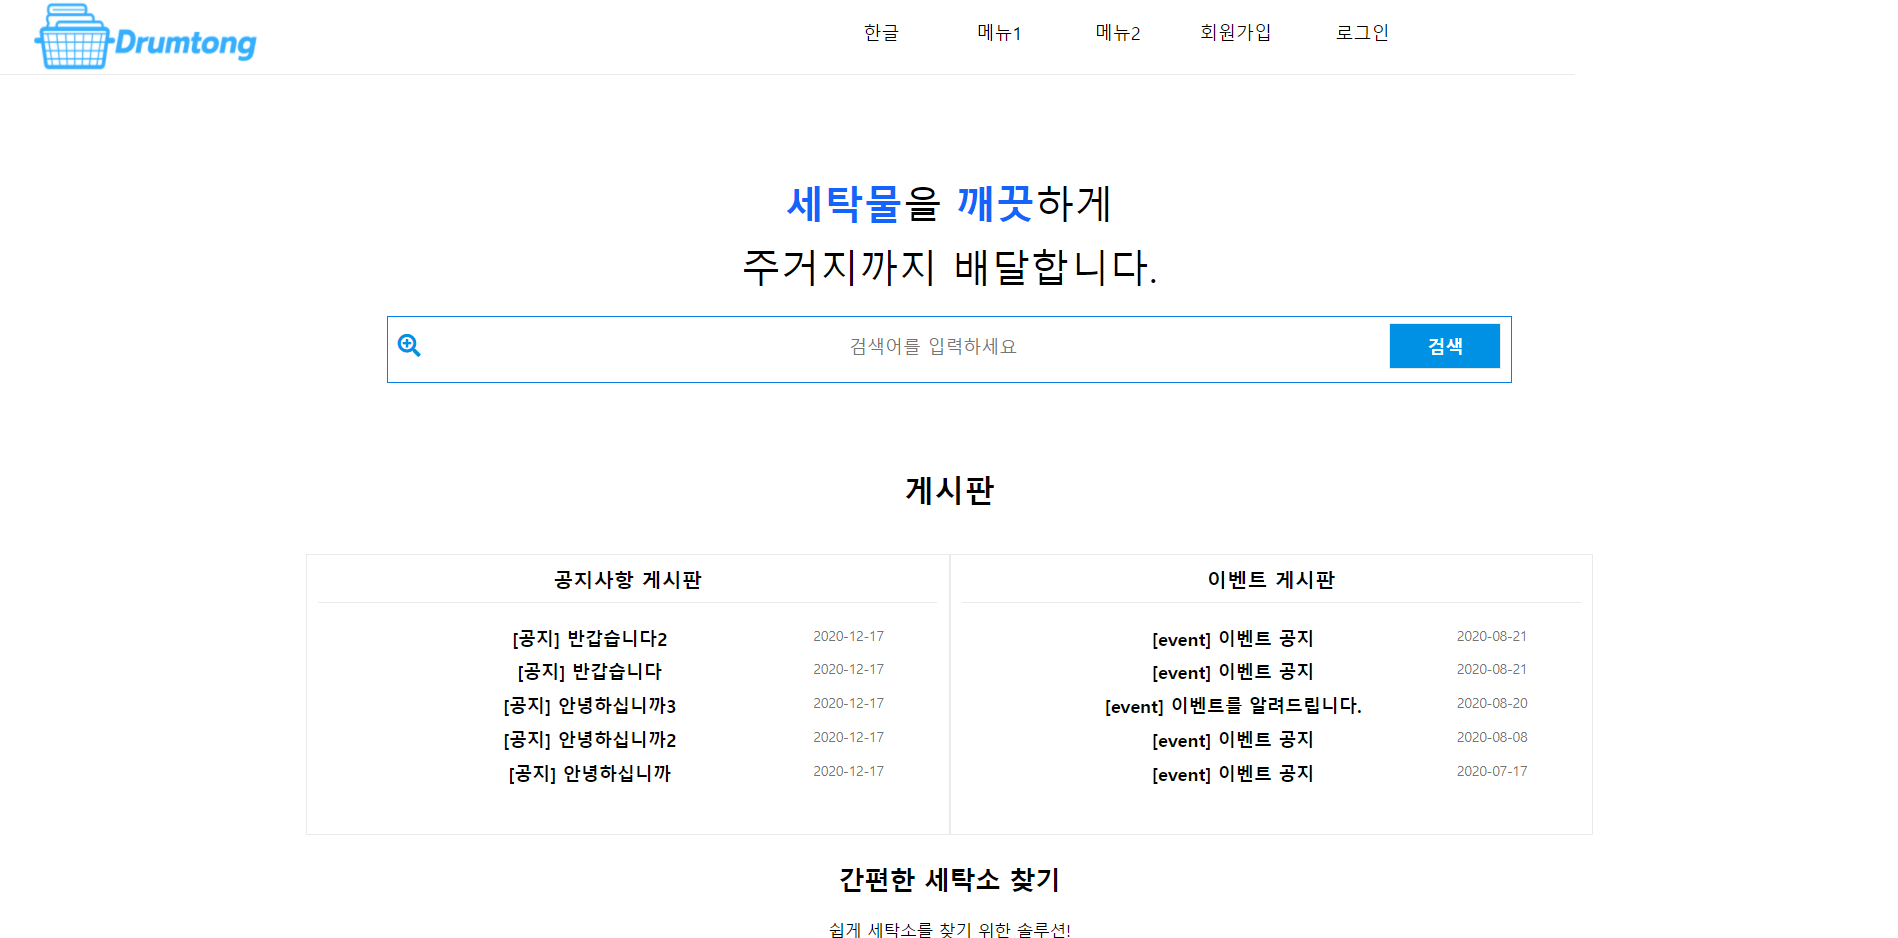 Drumtong
한글 메뉴1 메뉴2 회원가입 로그인
세탁물을 깨끗하게
주거지까지 배달합니다.
검색어를 입력하세요 검색
게시판
공지사항 게시판
[공지] 반갑습니다2 2020-12-17
[공지] 반갑습니다 2020-12-17
[공지] 안녕하십니까3 2020-12-17
[공지] 안녕하십니까2 2020-12-17
[공지] 안녕하십니까 2020-12-17
이벤트 게시판
[event] 이벤트 공지 2020-08-21
[event] 이벤트 공지 2020-08-21
[event] 이벤트를 알려드립니다. 2020-08-20
[event] 이벤트 공지 2020-08-08
[event] 이벤트 공지 2020-07-17
간편한 세탁소 찾기
쉽게 세탁소를 찾기 위한 솔루션!